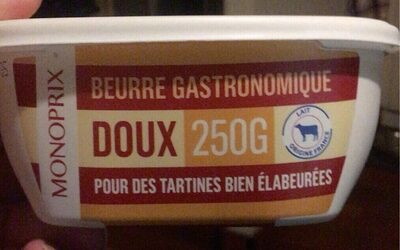 MONOPRIX
BEURRE GASTRONOMIQUE
DOUX 250G
LAIT
ORIGINE FRANCE
POUR DES TARTINES BIEN ÉLABEURÉES